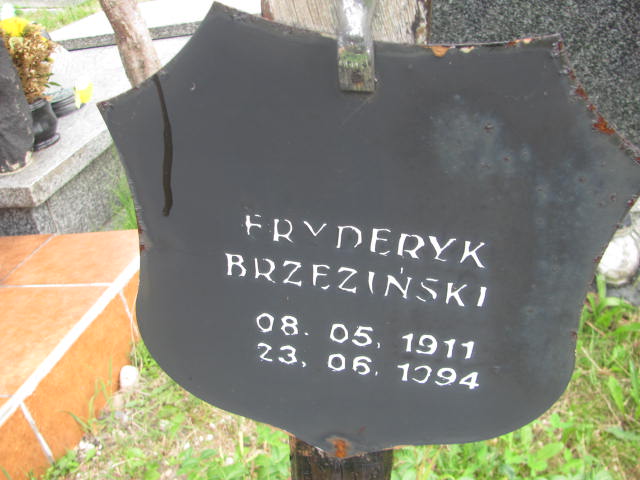 FRYDERYK
BRZEZIŃSKI
08. 05. 1911
23. 06. 1994